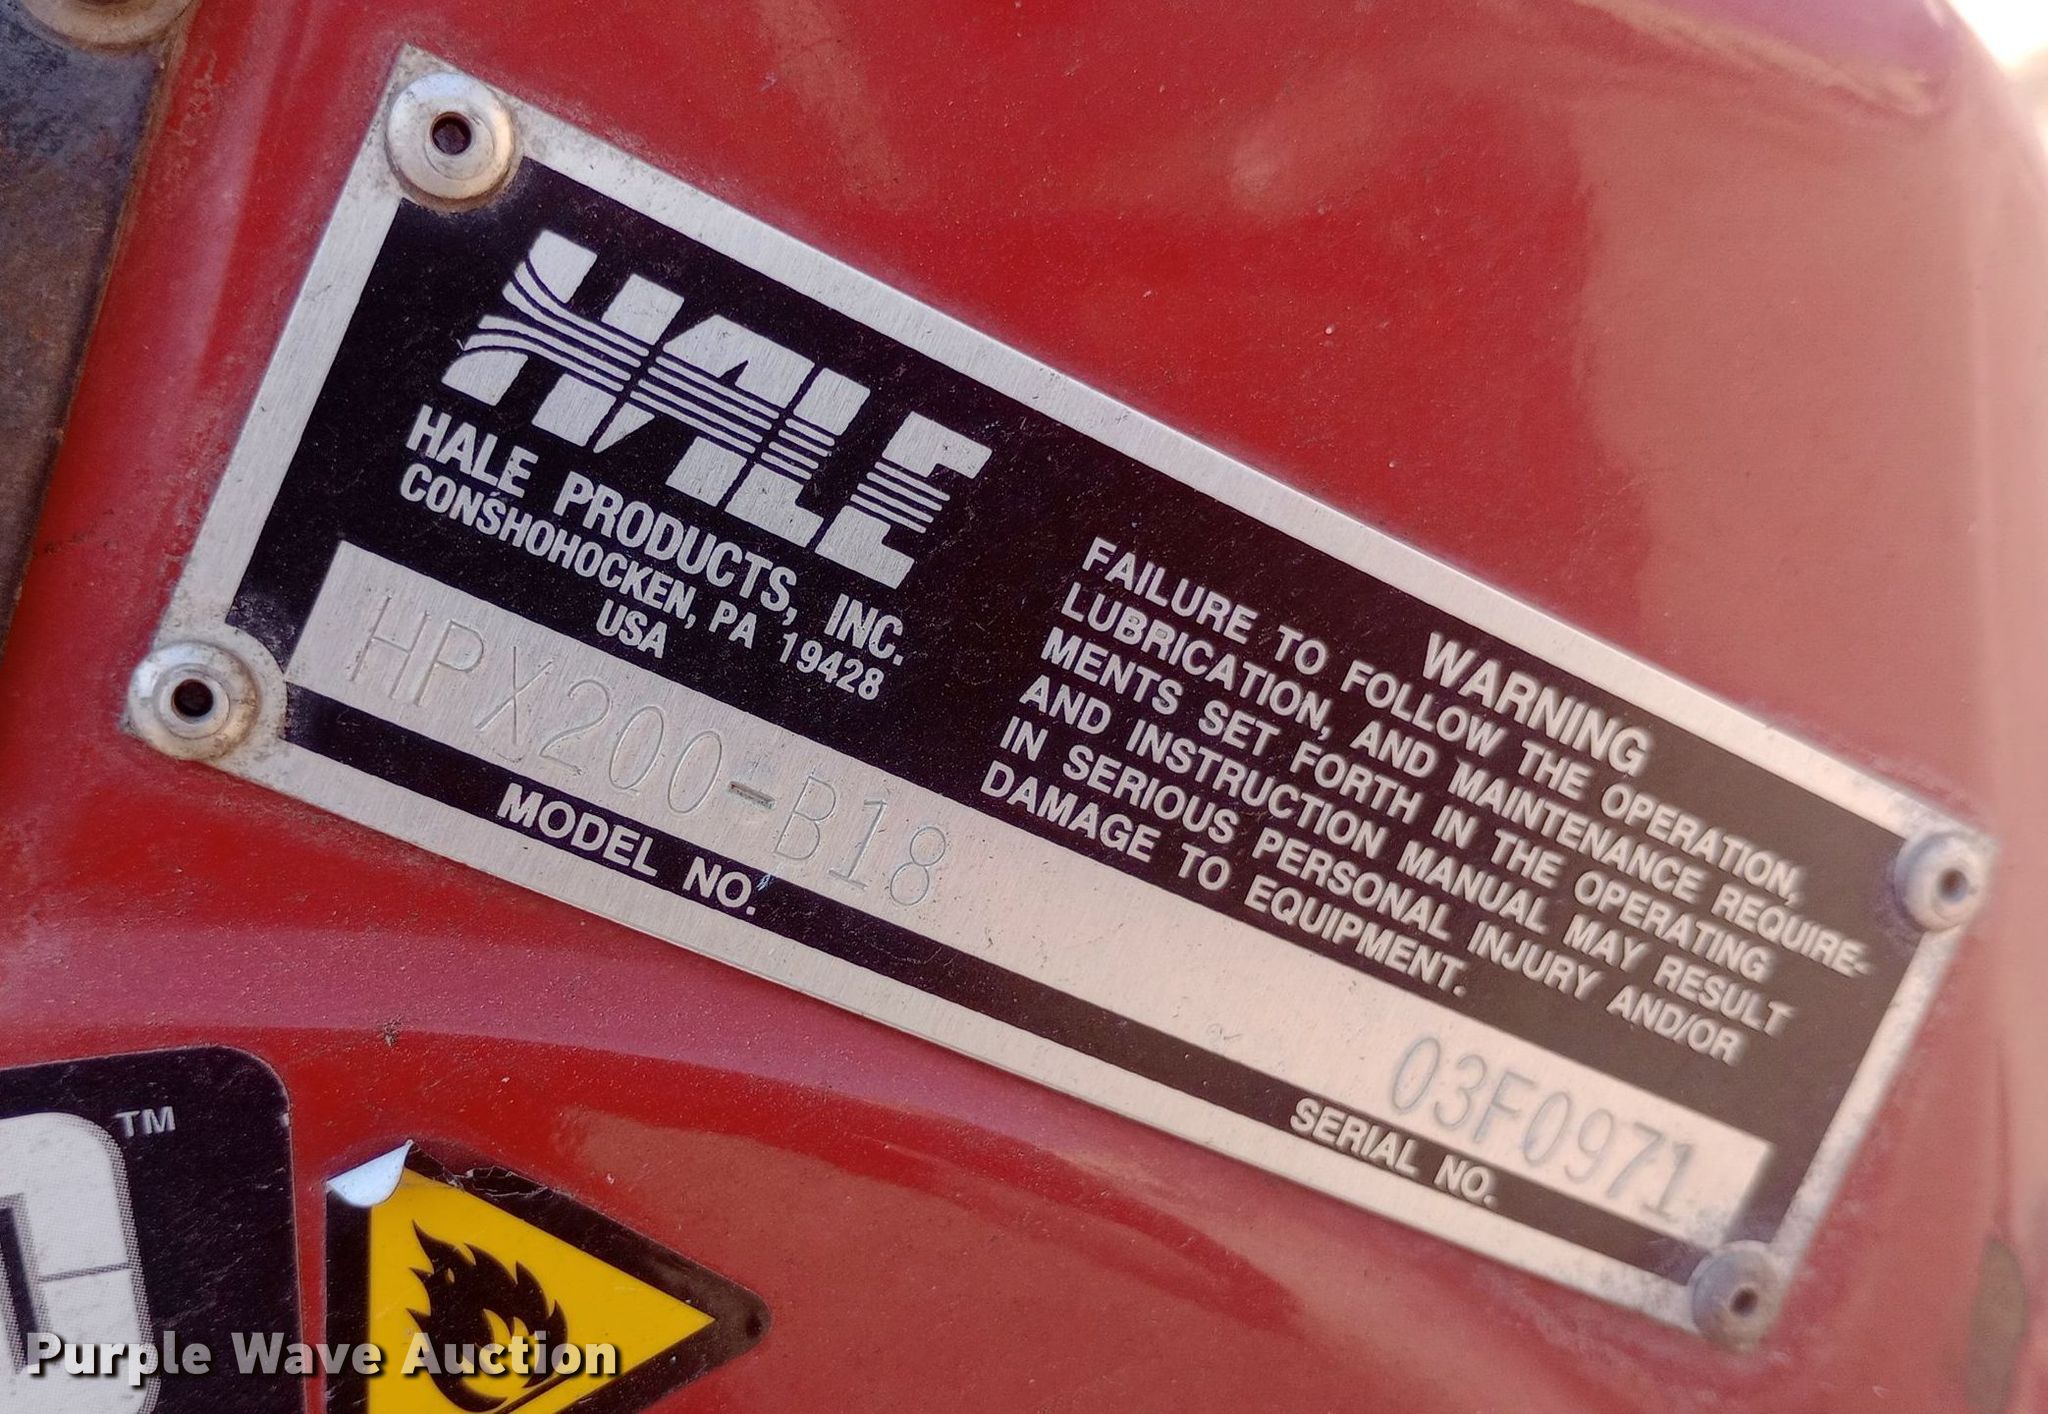 HALE
HALE PRODUCTS, INC.
CONSHOHOCKEN, PA 19428
USA
HPX200-B18
MODEL NO.
WARNING
FAILURE TO FOLLOW THE OPERATION,
LUBRICATION, AND MAINTENANCE REQUIRE-
MENTS SET FORTH IN THE OPERATING
AND INSTRUCTION MANUAL MAY RESULT
IN SERIOUS PERSONAL INJURY AND/OR
DAMAGE TO EQUIPMENT.
03F0971
SERIAL NO.
TM
Purple Wave Auction